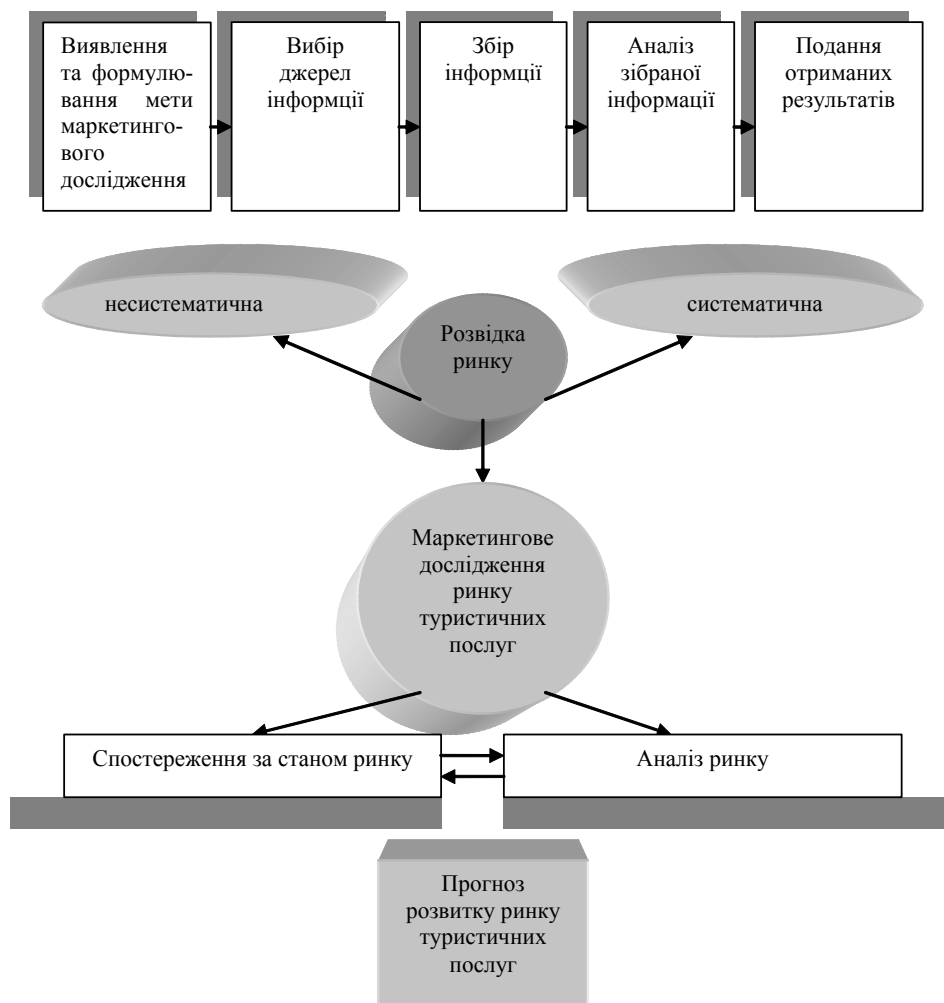 Виявлення
та формулю-
вання мети
маркетинго-
вого
дослідження
Вибір
джерел
інформції
Збір
інформції
Аналіз
зібраної
інформації
Подання
отриманих
результатів
несистематична
систематична
Розвідка
ринку
Маркетингове
дослідження
ринку
туристичних
послуг
Спостереження за станом ринку
Аналіз ринку
Прогноз
розвитку ринку
туристичних
послуг